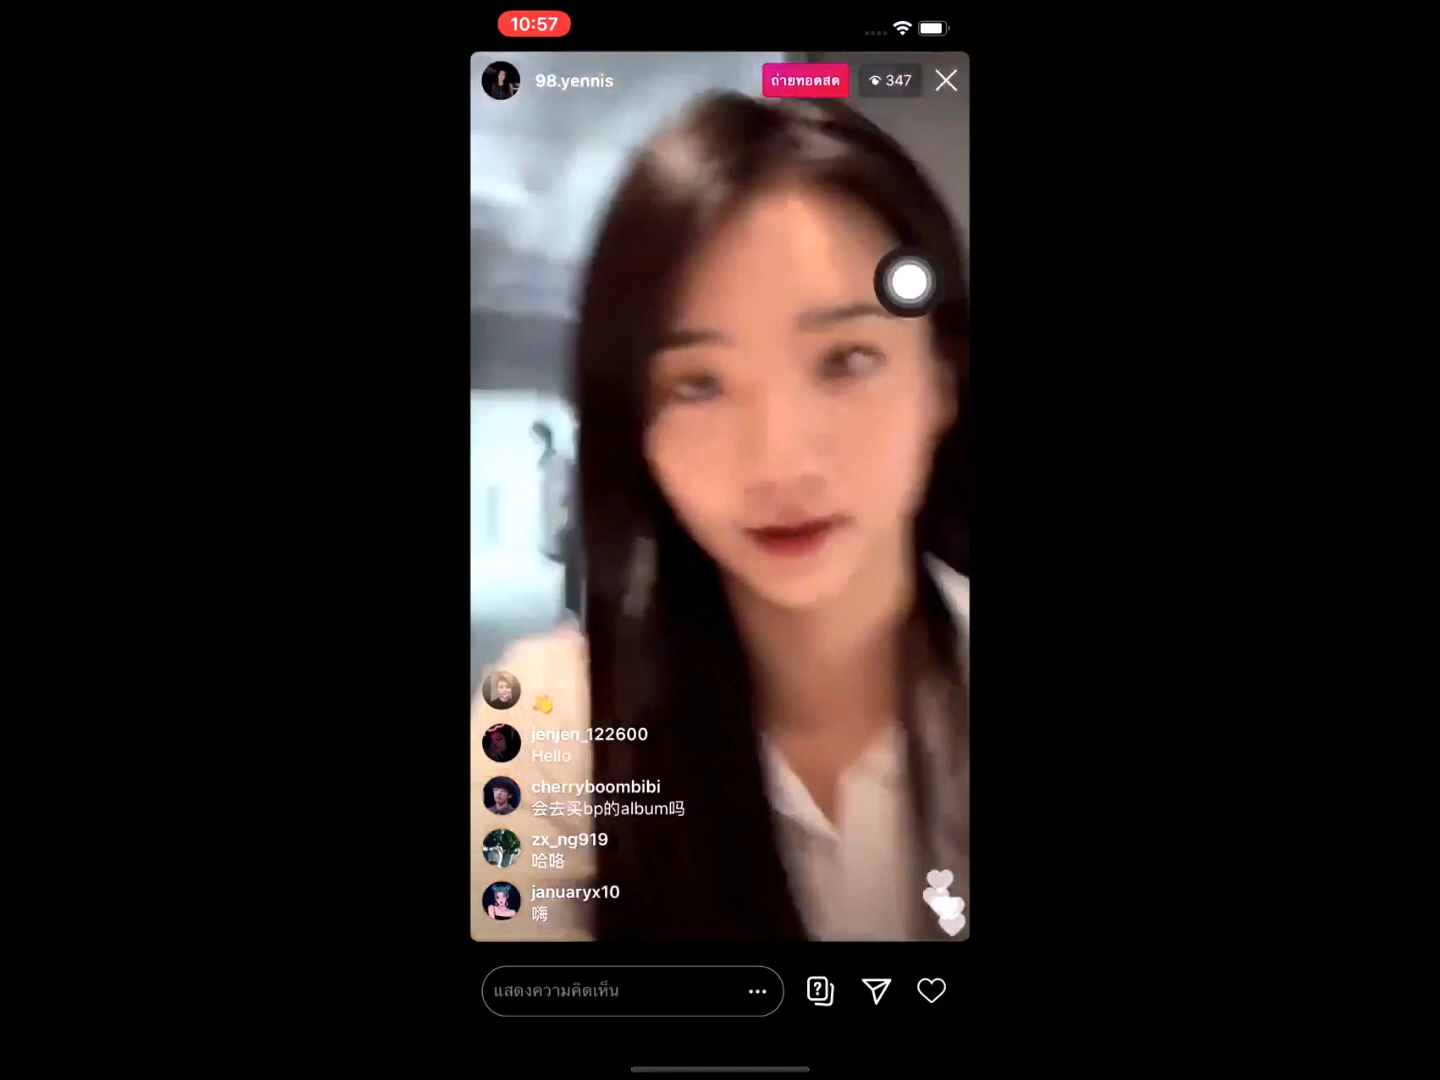 10:57
98.yennis
ถ่ายทอดสด
347
jenjen_122600
Hello
cherryboombibi
会去买bp的album吗
zx_ng919
哈咯
januaryx10
嗨
แสดงความคิดเห็น